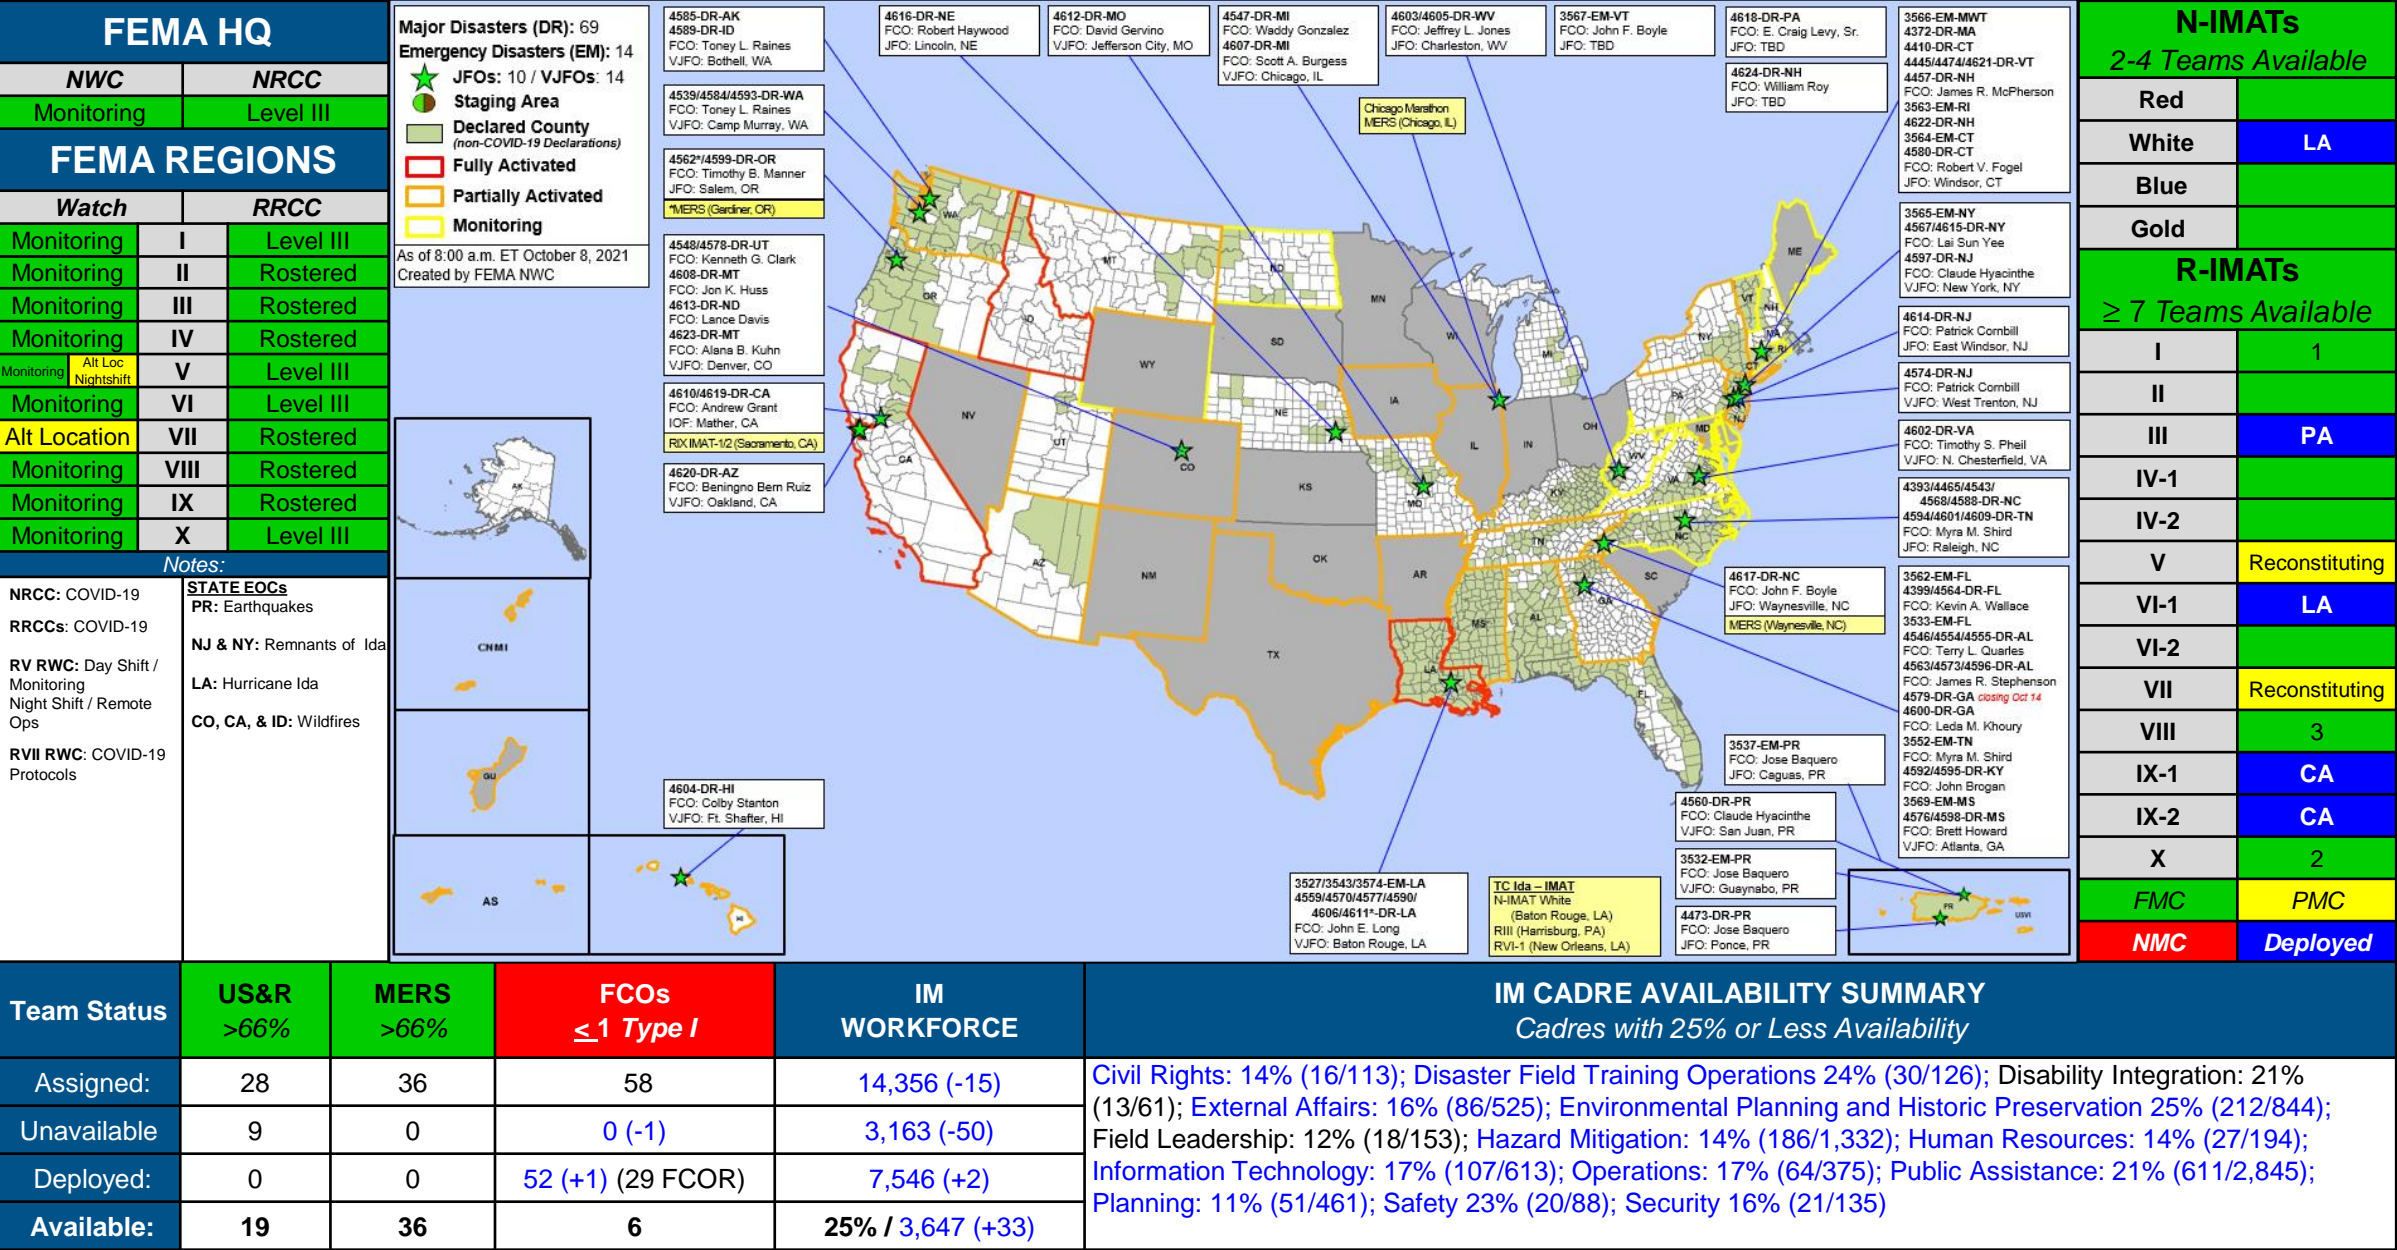 FEMA HQ
NWC NRCC
Monitoring Level III
FEMA REGIONS
Watch RRCC
Monitoring I Level III
Monitoring II Rostered
Monitoring III Rostered
Monitoring IV Rostered
Monitoring Alt Loc Nightshift V Level III
Monitoring VI Level III
Alt Location VII Rostered
Monitoring VIII Rostered
Monitoring IX Rostered
Monitoring X Level III
Notes:
NRCC: COVID-19
RRCCs: COVID-19
RV RWC: Day Shift /
Monitoring
Night Shift / Remote
Ops
RVII RWC: COVID-19
Protocols
STATE EOCs
PR: Earthquakes
NJ & NY: Remnants of Ida
LA: Hurricane Ida
CO, CA, & ID: Wildfires
Major Disasters (DR): 69
Emergency Disasters (EM): 14
JFOs: 10 / VJFOs: 14
Staging Area
Declared County
(non-COVID-19 Declarations)
Fully Activated
Partially Activated
Monitoring
As of 8:00 a.m. ET October 8, 2021
Created by FEMA NWC
4585-DR-AK
4589-DR-ID
FCO: Toney L. Raines
VJFO: Bothell, WA
4539/4584/4593-DR-WA
FCO: Toney L. Raines
VJFO: Camp Murray, WA
4562*/4599-DR-OR
FCO: Timothy B. Manner
JFO: Salem, OR
*MERS (Gardiner, OR)
4548/4578-DR-UT
FCO: Kenneth G. Clark
4608-DR-MT
FCO: Jon K. Huss
4613-DR-ND
FCO: Lance Davis
4623-DR-MT
FCO: Alana B. Kuhn
VJFO: Denver, CO
4610/4619-DR-CA
FCO: Andrew Grant
IOF: Mather, CA
RIX IMAT-1/2 (Sacramento, CA)
4620-DR-AZ
FCO: Beningno Bern Ruiz
VJFO: Oakland, CA
4604-DR-HI
FCO: Colby Stanton
VJFO: Ft. Shafter, HI
4616-DR-NE
FCO: Robert Haywood
JFO: Lincoln, NE
4612-DR-MO
FCO: David Gervino
VJFO: Jefferson City, MO
4547-DR-MI
FCO: Waddy Gonzalez
4607-DR-MI
FCO: Scott A. Burgess
VJFO: Chicago, IL
4603/4605-DR-WV
FCO: Jeffrey L. Jones
JFO: Charleston, WV
Chicago Marathon
MERS (Chicago, IL)
3567-EM-VT
FCO: John F. Boyle
JFO: TBD
4618-DR-PA
FCO: E. Craig Levy, Sr.
JFO: TBD
4624-DR-NH
FCO: William Roy
JFO: TBD
3566-EM-MWT
4372-DR-MA
4410-DR-CT
4445/4474/4621-DR-VT
4457-DR-NH
FCO: James R. McPherson
3563-EM-RI
4622-DR-NH
3564-EM-CT
4580-DR-CT
FCO: Robert V. Fogel
JFO: Windsor, CT
3565-EM-NY
4567/4615-DR-NY
FCO: Lai Sun Yee
4597-DR-NJ
FCO: Claude Hyacinthe
VJFO: New York, NY
4614-DR-NJ
FCO: Patrick Cornbill
JFO: East Windsor, NJ
4574-DR-NJ
FCO: Patrick Cornbill
VJFO: West Trenton, NJ
4602-DR-VA
FCO: Timothy S. Pheil
VJFO: N. Chesterfield, VA
4393/4465/4543/
4568/4588-DR-NC
4594/4601/4609-DR-TN
FCO: Myra M. Shird
JFO: Raleigh, NC
4617-DR-NC
FCO: John F. Boyle
JFO: Waynesville, NC
MERS (Waynesville, NC)
3562-EM-FL
4399/4564-DR-FL
FCO: Kevin A. Wallace
3533-EM-FL
4546/4554/4555-DR-AL
FCO: Terry L. Quarles
4563/4573/4596-DR-AL
FCO: James R. Stephenson
4579-DR-GA closing Oct 14
4600-DR-GA
FCO: Leda M. Khoury
3552-EM-TN
FCO: Myra M. Shird
4592/4595-DR-KY
FCO: John Brogan
3569-EM-MS
4576/4598-DR-MS
FCO: Brett Howard
VJFO: Atlanta, GA
3537-EM-PR
FCO: Jose Baquero
JFO: Caguas, PR
4560-DR-PR
FCO: Claude Hyacinthe
VJFO: San Juan, PR
3532-EM-PR
FCO: Jose Baquero
VJFO: Guaynabo, PR
4473-DR-PR
FCO: Jose Baquero
JFO: Ponce, PR
3527/3543/3574-EM-LA
4559/4570/4577/4590/
4606/4611*-DR-LA
FCO: John E. Long
VJFO: Baton Rouge, LA
TC Ida – IMAT
N-IMAT White
(Baton Rouge, LA)
RIII (Harrisburg, PA)
RVI-1 (New Orleans, LA)
WA
MT
ND
MN
ME
OR
ID
SD
WI
VT
NH
NY
MA
RI
CT
MI
WY
IA
NE
PA
NJ
NV
UT
CO
IL
IN
OH
MD
CA
KS
MO
WV
VA
KY
AZ
NM
OK
AR
TN
NC
SC
TX
LA
MS
AL
GA
FL
AK
CNMI
GU
AS
HI
PR
USVI
N-IMATs
2-4 Teams Available
Red
White LA
Blue
Gold
R-IMATs
≥ 7 Teams Available
I 1
II
III PA
IV-1
IV-2
V Reconstituting
VI-1 LA
VI-2
VII Reconstituting
VIII 3
IX-1 CA
IX-2 CA
X 2
FMC PMC
NMC Deployed
Team Status
US&R
>66%
MERS
>66%
FCOs
< 1 Type I
IM
WORKFORCE
Assigned: 28 36 58 14,356 (-15)
Unavailable 9 0 0 (-1) 3,163 (-50)
Deployed: 0 0 52 (+1) (29 FCOR) 7,546 (+2)
Available: 19 36 6 25% / 3,647 (+33)
IM CADRE AVAILABILITY SUMMARY
Cadres with 25% or Less Availability
Civil Rights: 14% (16/113); Disaster Field Training Operations 24% (30/126); Disability Integration: 21%
(13/61); External Affairs: 16% (86/525); Environmental Planning and Historic Preservation 25% (212/844);
Field Leadership: 12% (18/153); Hazard Mitigation: 14% (186/1,332); Human Resources: 14% (27/194);
Information Technology: 17% (107/613); Operations: 17% (64/375); Public Assistance: 21% (611/2,845);
Planning: 11% (51/461); Safety 23% (20/88); Security 16% (21/135)